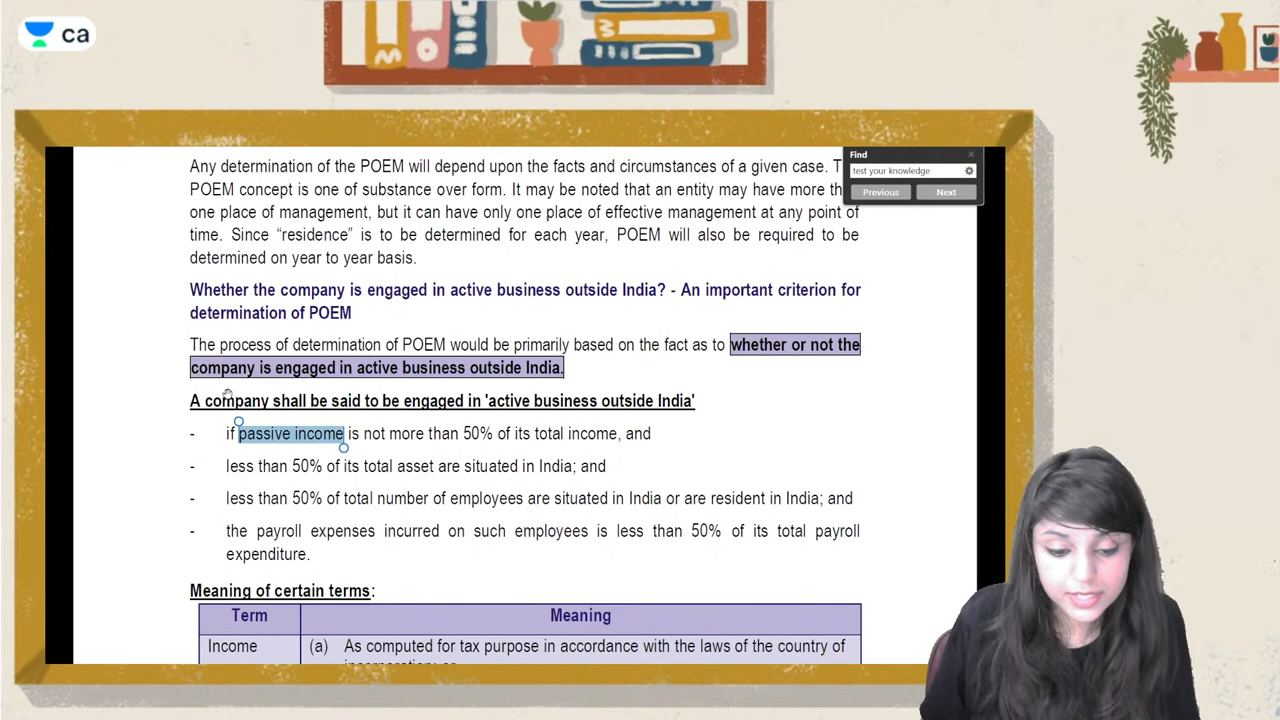 ca
Any determination of the POEM will depend upon the facts and circumstances of a given case. T
POEM concept is one of substance over form. It may be noted that an entity may have more th
one place of management, but it can have only one place of effective management at any point of
time. Since “residence” is to be determined for each year, POEM will also be required to be
determined on year to year basis.
Find
test your knowledge
Previous Next
Whether the company is engaged in active business outside India? - An important criterion for
determination of POEM
The process of determination of POEM would be primarily based on the fact as to whether or not the
company is engaged in active business outside India.
A company shall be said to be engaged in 'active business outside India'
- if passive income is not more than 50% of its total income, and
- less than 50% of its total asset are situated in India; and
- less than 50% of total number of employees are situated in India or are resident in India; and
- the payroll expenses incurred on such employees is less than 50% of its total payroll
expenditure.
Meaning of certain terms:
Term Meaning
Income (a) As computed for tax purpose in accordance with the laws of the country of